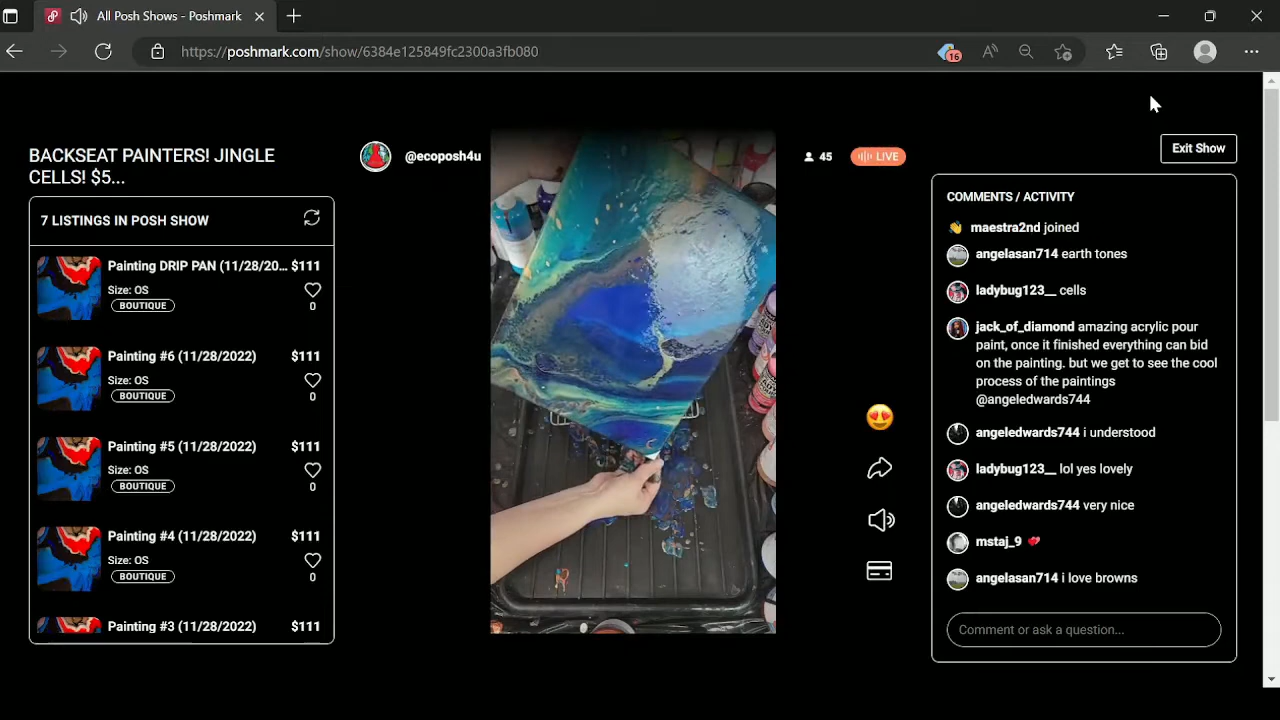 All Posh Shows - Poshmark
https://poshmark.com/show/6384e125849fc2300a3fb080
16
BACKSEAT PAINTERS! JINGLE
CELLS! $5...
@ecoposh4u
45
LIVE
Exit Show
7 LISTINGS IN POSH SHOW
Painting DRIP PAN (11/28/20... $111
Size: OS
BOUTIQUE
0
Painting #6 (11/28/2022) $111
Size: OS
BOUTIQUE
0
Painting #5 (11/28/2022) $111
Size: OS
BOUTIQUE
0
Painting #4 (11/28/2022) $111
Size: OS
BOUTIQUE
0
Painting #3 (11/28/2022) $111
COMMENTS / ACTIVITY
👋 maestra2nd joined
angelasan714 earth tones
ladybug123__ cells
jack_of_diamond amazing acrylic pour
paint, once it finished everything can bid
on the painting. but we get to see the cool
process of the paintings
@angeledwards744
angeledwards744 i understood
ladybug123__ lol yes lovely
angeledwards744 very nice
mstaj_9 💕
angelasan714 i love browns
Comment or ask a question...